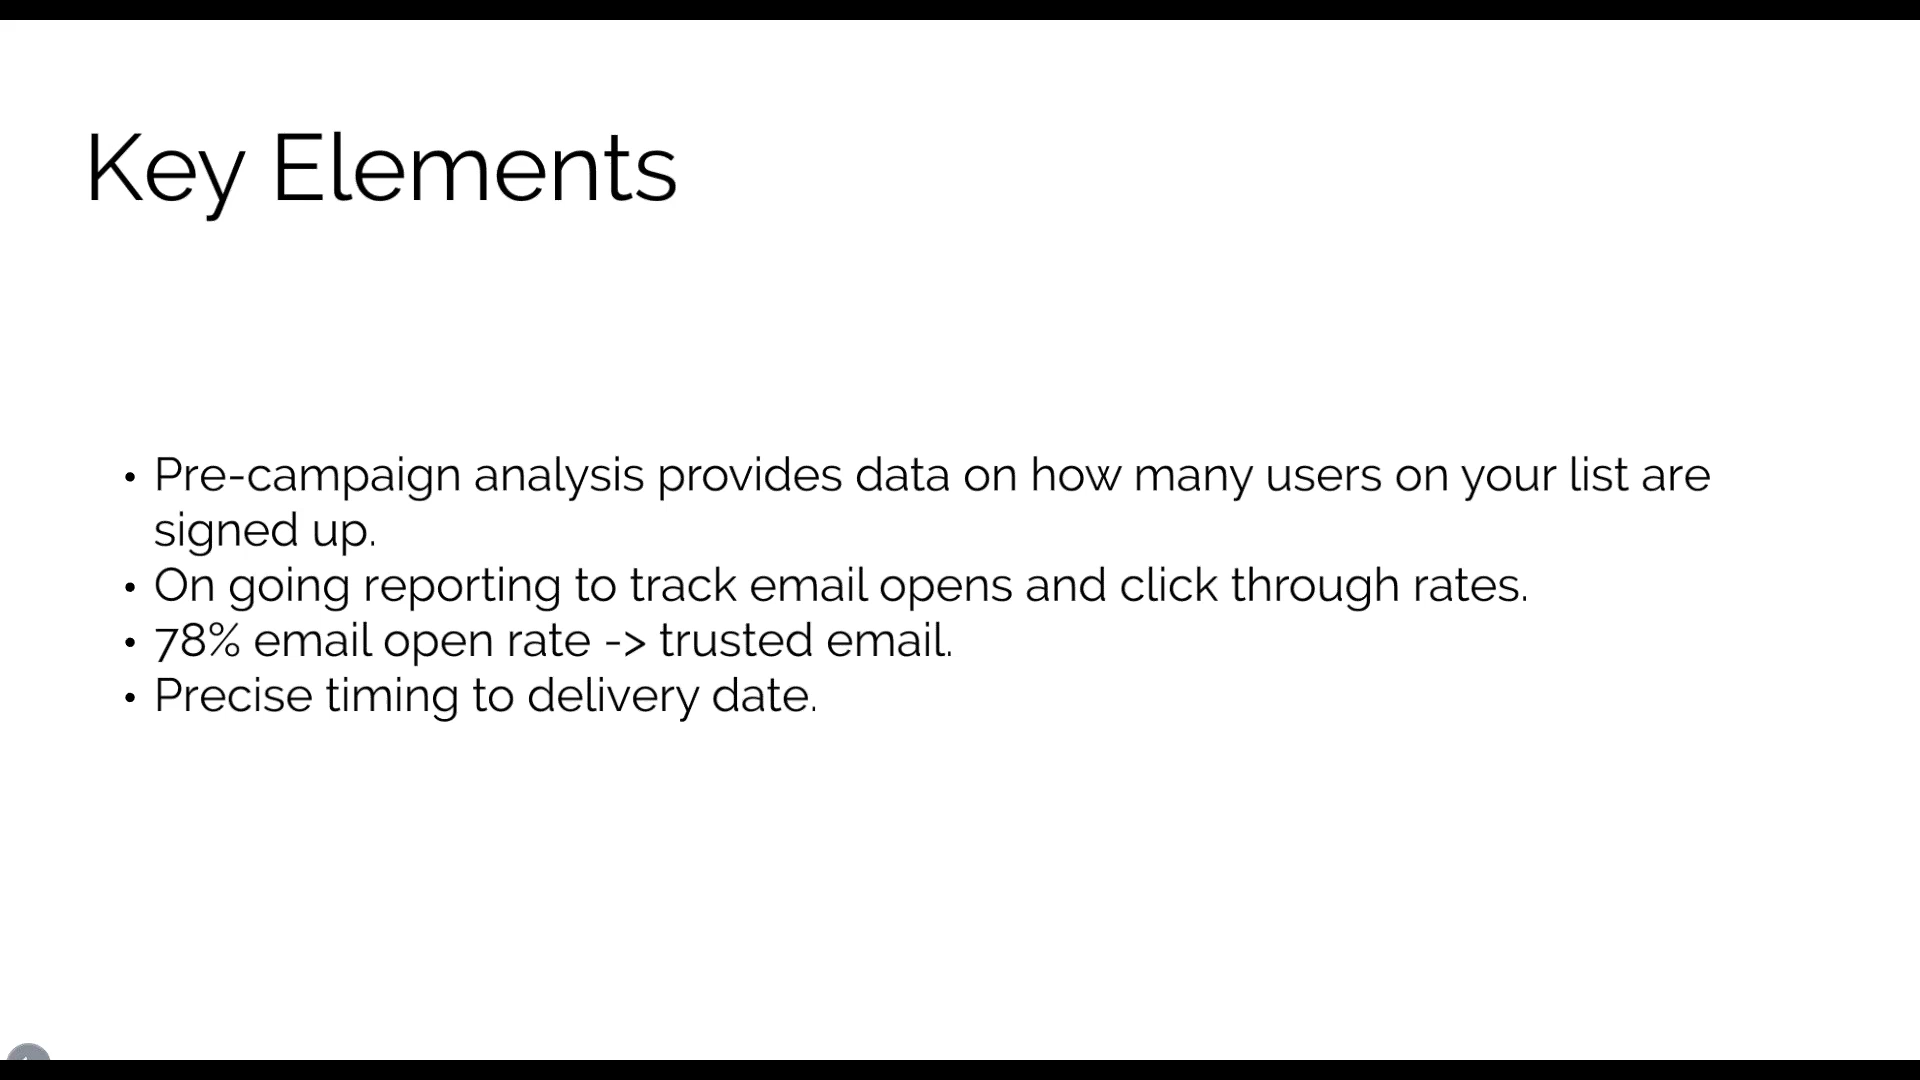 Key Elements
• Pre-campaign analysis provides data on how many users on your list are
signed up.
• On going reporting to track email opens and click through rates.
• 78% email open rate -> trusted email.
• Precise timing to delivery date.